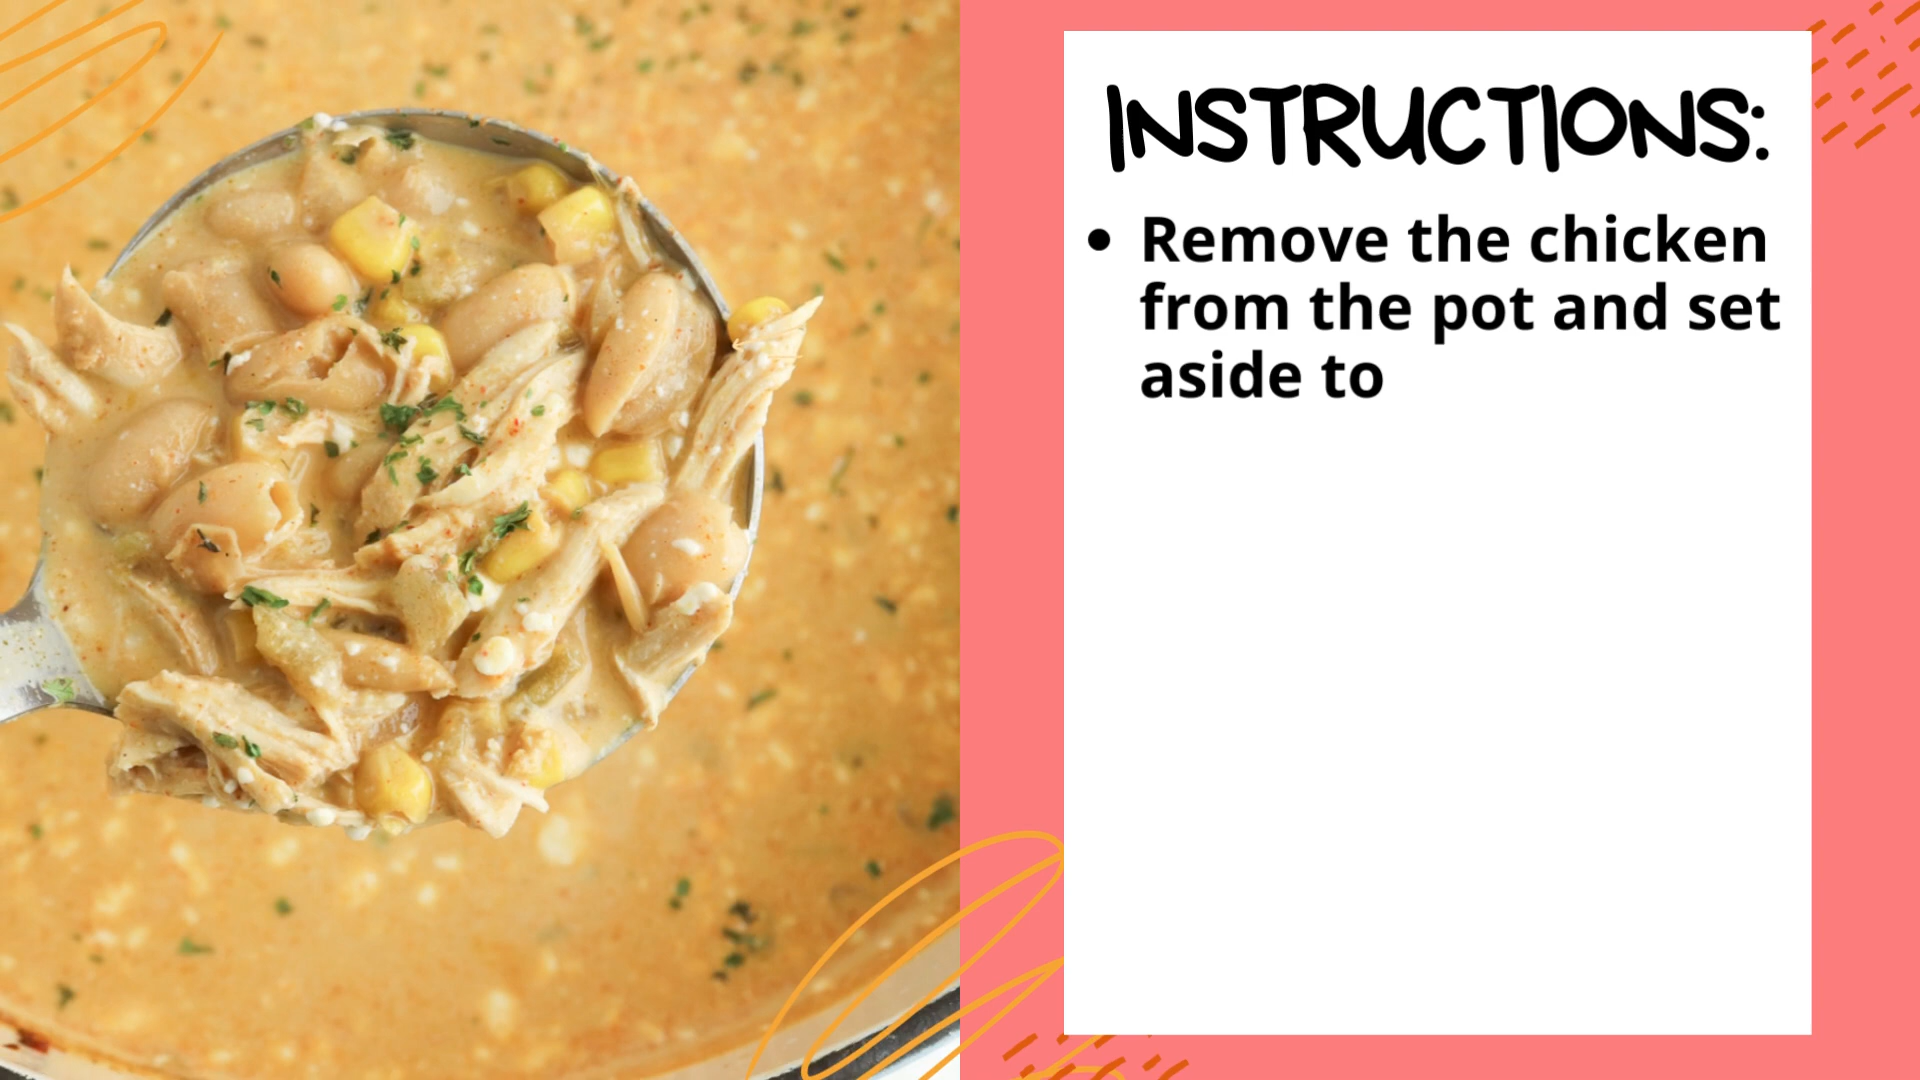 INSTRUCTIONS:
• Remove the chicken
from the pot and set
aside to